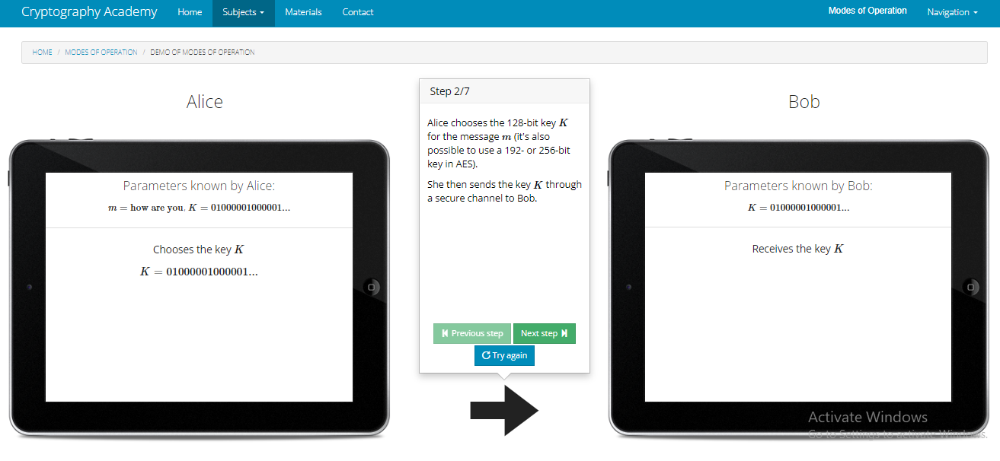 Cryptography Academy Home Subjects Materials Contact Modes of Operation Navigation
HOME / MODES OF OPERATION / DEMO OF MODES OF OPERATION
Alice
Parameters known by Alice:
m = how are you, K = 01000001000001...
Chooses the key K
K = 01000001000001...
Step 2/7
Alice chooses the 128-bit key K
for the message m (it's also
possible to use a 192- or 256-bit
key in AES).
She then sends the key K through
a secure channel to Bob.
Previous step Next step
Try again
Bob
Parameters known by Bob:
K = 01000001000001...
Receives the key K
Activate Windows
Go to Settings to activate Windows.